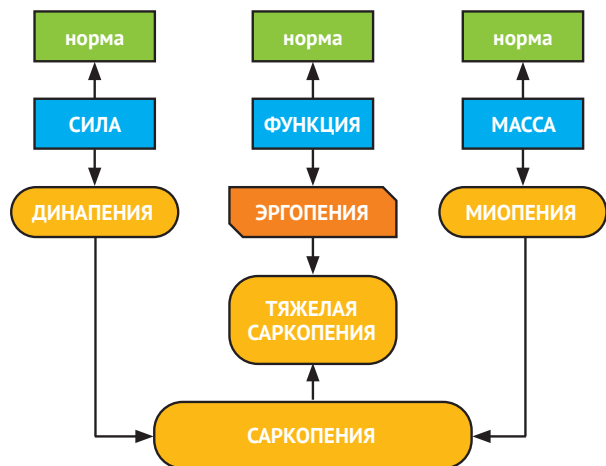 норма
норма
норма
СИЛА
ФУНКЦИЯ
МАССА
ДИНАПЕНИЯ
ЭРГОПЕНИЯ
МИОПЕНИЯ
ТЯЖЕЛАЯ
САРКОПЕНИЯ
САРКОПЕНИЯ